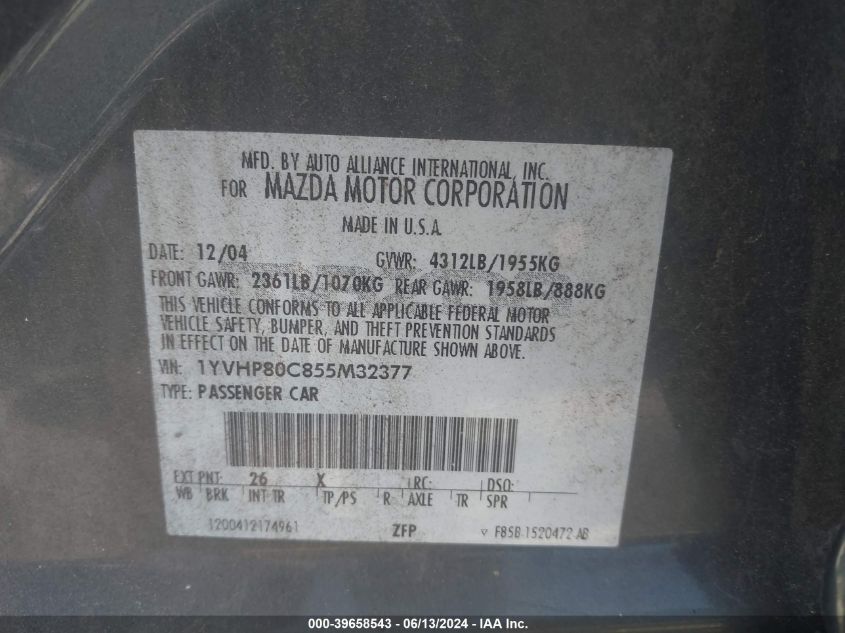 MFD. BY AUTO ALLIANCE INTERNATIONAL, INC.
FOR MAZDA MOTOR CORPORATION
MADE IN U.S.A.
DATE: 12/04 GVWR: 4312LB/1955KG
FRONT GAWR: 2361LB/1070KG REAR GAWR: 1958LB/888KG
THIS VEHICLE CONFORMS TO ALL APPLICABLE FEDERAL MOTOR
VEHICLE SAFETY, BUMPER, AND THEFT PREVENTION STANDARDS
IN EFFECT ON THE DATE OF MANUFACTURE SHOWN ABOVE.
VIN: 1YVHP80C855M32377
TYPE: PASSENGER CAR
EXT PNT: 26 X RC: DSO:
WB BRK INT TR TP/PS R AXLE TR SPR
1200412174961 ZFP F85B-1520472-AB
000-39658543 - 06/13/2024 - IAA Inc.